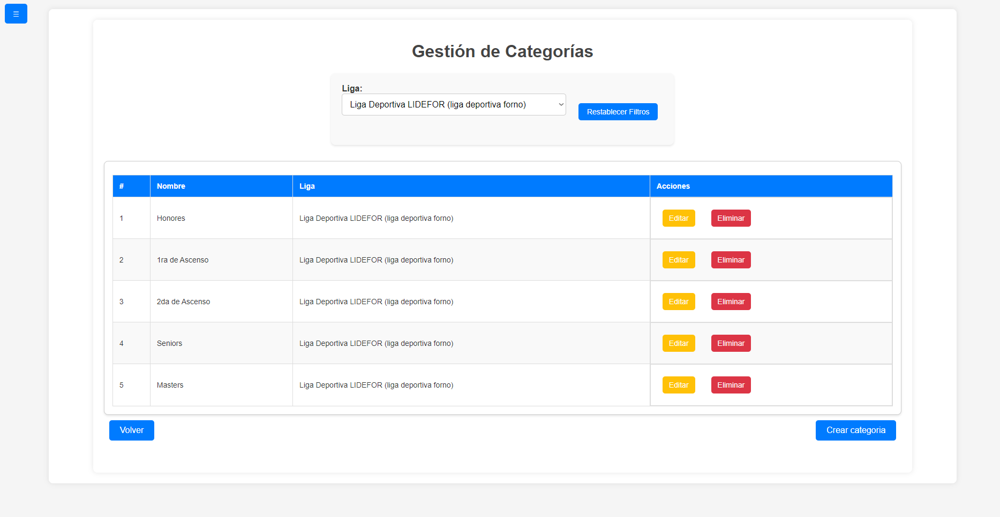 ☰
Gestión de Categorías
Liga:
Liga Deportiva LIDEFOR (liga deportiva forno)
Restablecer Filtros
# Nombre Liga Acciones
1 Honores Liga Deportiva LIDEFOR (liga deportiva forno) Editar Eliminar
2 1ra de Ascenso Liga Deportiva LIDEFOR (liga deportiva forno) Editar Eliminar
3 2da de Ascenso Liga Deportiva LIDEFOR (liga deportiva forno) Editar Eliminar
4 Seniors Liga Deportiva LIDEFOR (liga deportiva forno) Editar Eliminar
5 Masters Liga Deportiva LIDEFOR (liga deportiva forno) Editar Eliminar
Volver Crear categoria